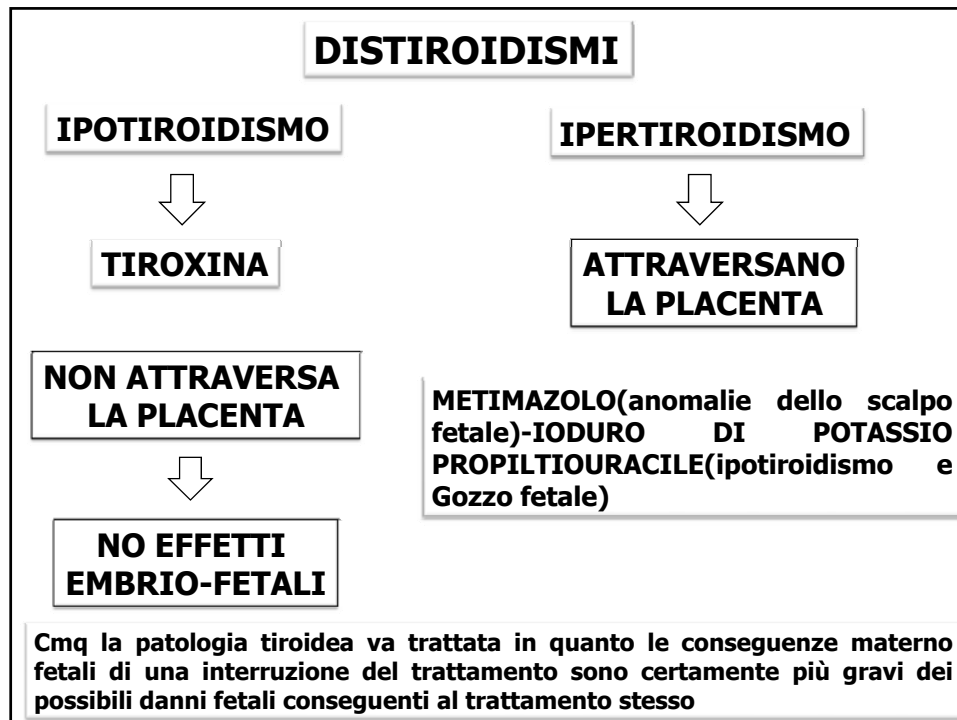 DISTIROIDISMI
IPOTIROIDISMO
TIROXINA
NON ATTRAVERSA
LA PLACENTA
NO EFFETTI
EMBRIO-FETALI
IPERTIROIDISMO
ATTRAVERSANO
LA PLACENTA
METIMAZOLO(anomalie dello scalpo
fetale)-IODURO DI POTASSIO
PROPILTIOURACILE(ipotiroidismo e
Gozzo fetale)
Cmq la patologia tiroidea va trattata in quanto le conseguenze materno
fetali di una interruzione del trattamento sono certamente più gravi dei
possibili danni fetali conseguenti al trattamento stesso